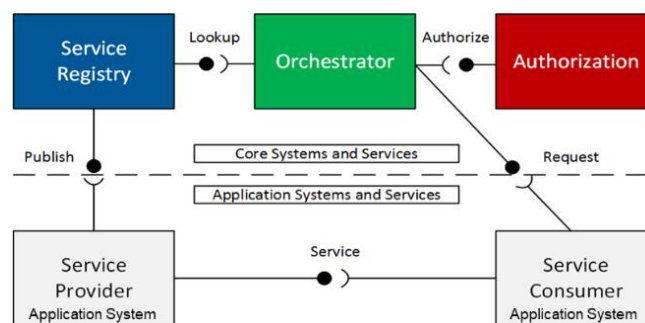 Service
Registry
Lookup
Orchestrator
Authorize
Authorization
Publish
Core Systems and Services
Request
Application Systems and Services
Service
Provider
Application System
Service
Service
Consumer
Application System